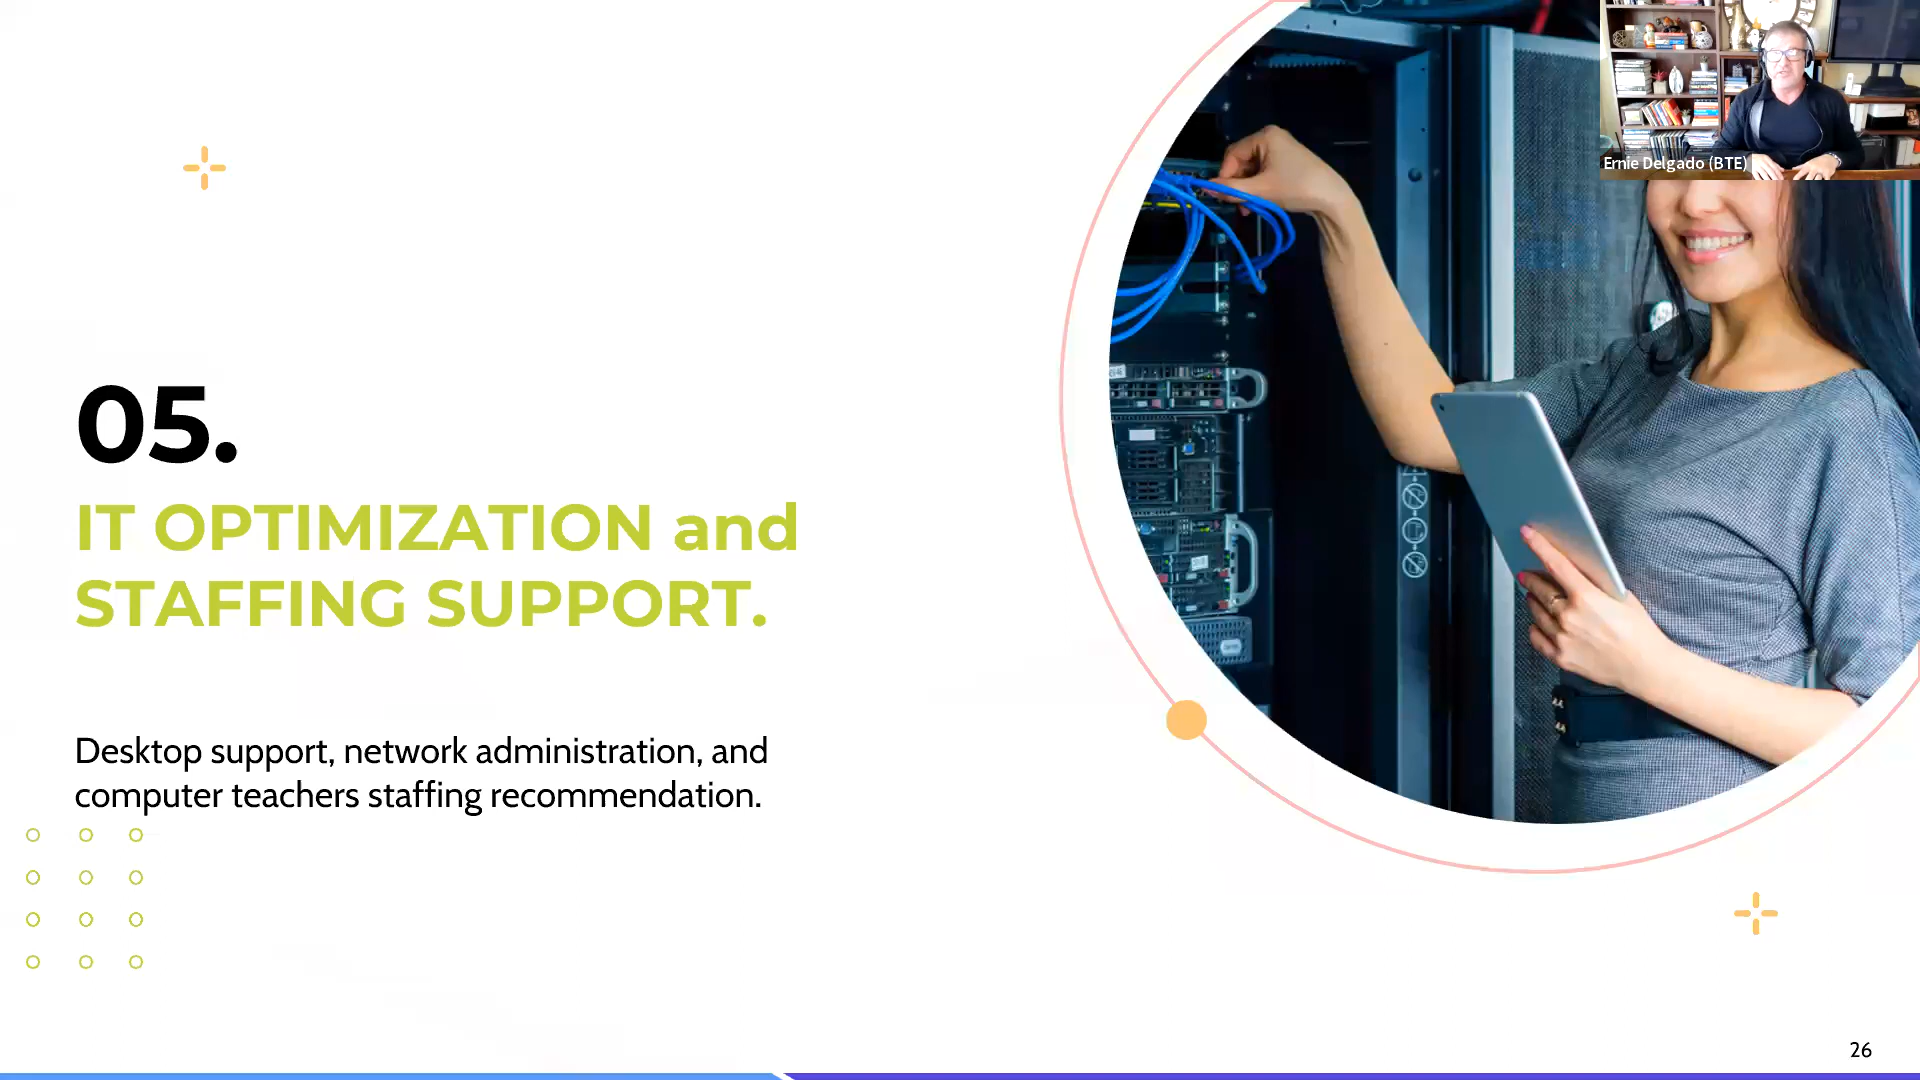 Ernie Delgado (BTE)
05.
IT OPTIMIZATION and
STAFFING SUPPORT.
Desktop support, network administration, and
computer teachers staffing recommendation.
26